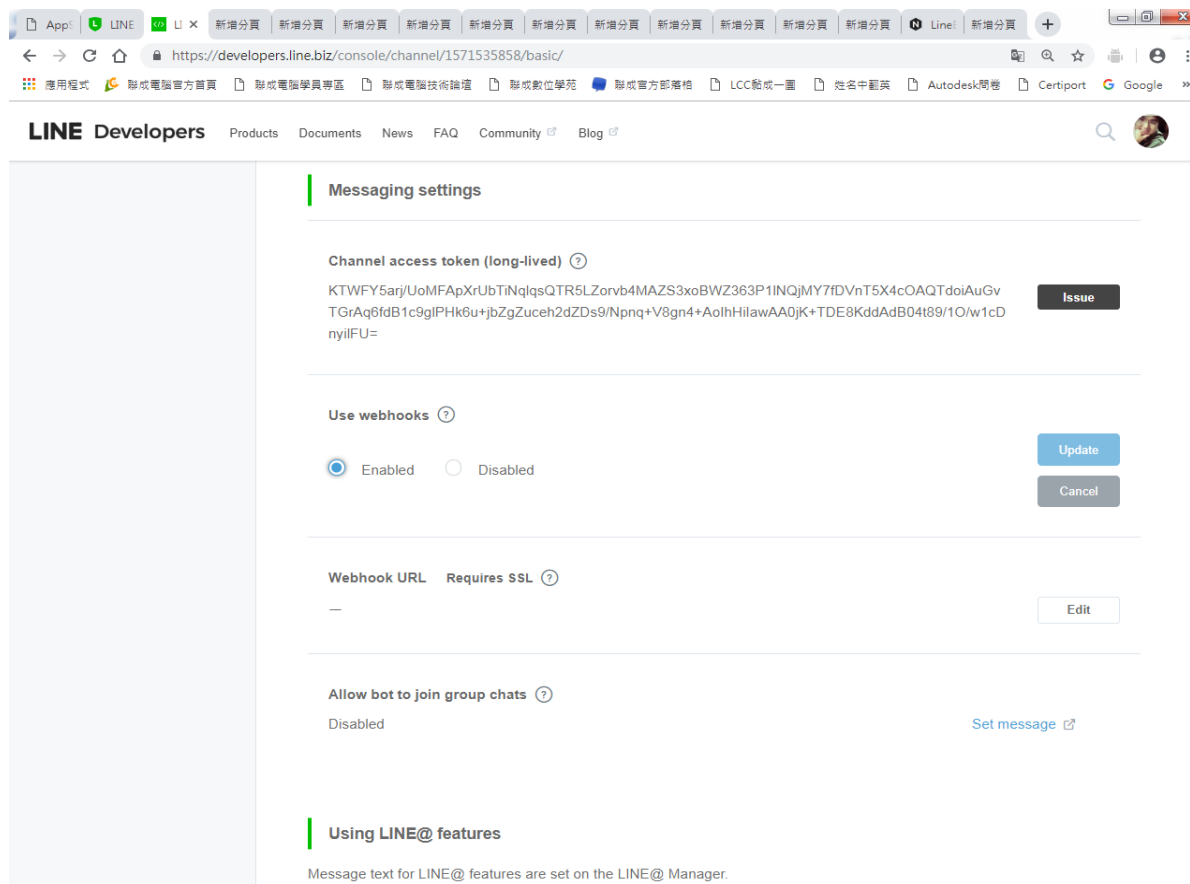 App
LINE
LI
新增分頁
新增分頁
新增分頁
新增分頁
新增分頁
新增分頁
新增分頁
新增分頁
新增分頁
新增分頁
新增分頁
Line
新增分頁
https://developers.line.biz/console/channel/1571535858/basic/
應用程式 聯成電腦官方首頁 聯成電腦學員專區 聯成電腦技術論壇 聯成數位學苑 聯成官方部落格 LCC黏成一團 姓名中翻英 Autodesk問卷 Certiport Google »
LINE Developers Products Documents News FAQ Community Blog
Messaging settings
Channel access token (long-lived) ?
KTWFY5arj/UoMFApXrUbTiNqlqsQTR5LZorvb4MAZS3xoBWZ363P1INQjMY7fDVnT5X4cOAQTdoiAuGv
Issue
TGrAq6fdB1c9glPHk6u+jbZgZuceh2dZDs9/Npnq+V8gn4+AoIhHilawAA0jK+TDE8KddAdB04t89/1O/w1cD
nyilFU=
Use webhooks ?
Update
Enabled Disabled
Cancel
Webhook URL Requires SSL ?
—
Edit
Allow bot to join group chats ?
Disabled
Set message
Using LINE@ features
Message text for LINE@ features are set on the LINE@ Manager.